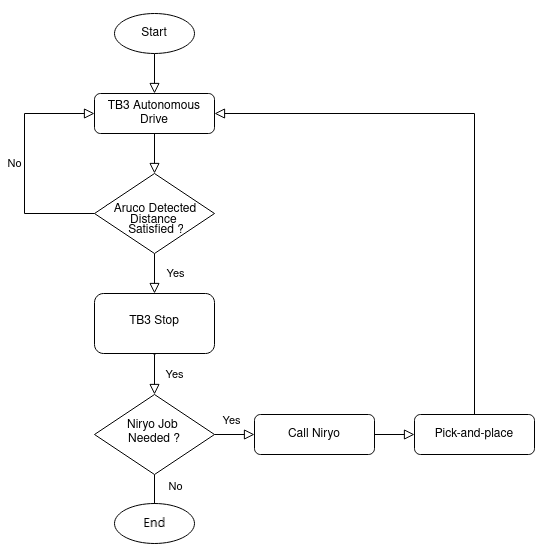 Start
TB3 Autonomous
Drive
No
Aruco Detected
Distance
Satisfied ?
Yes
TB3 Stop
Yes
Niryo Job
Needed ?
Yes
Call Niryo
Pick-and-place
No
End